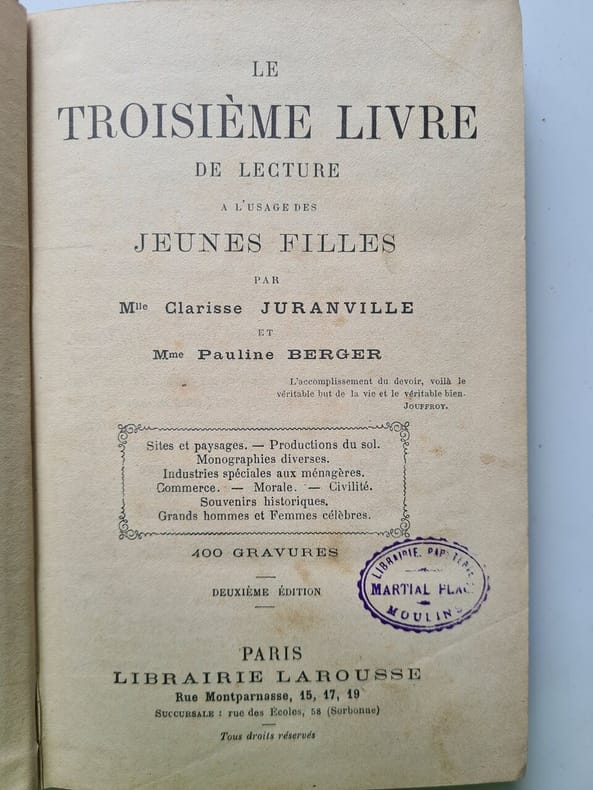 LE
TROISIÈME LIVRE
DE LECTURE
A L'USAGE DES
JEUNES FILLES
PAR
Mlle Clarisse JURANVILLE
ET
Mme Pauline BERGER
L'accomplissement du devoir, voilà le
véritable but de la vie et le véritable bien.
JOUFFROY.
Sites et paysages. — Productions du sol.
Monographies diverses.
Industries spéciales aux ménagères.
Commerce. — Morale. — Civilité.
Souvenirs historiques.
Grands hommes et Femmes célèbres.
400 GRAVURES
DEUXIÈME ÉDITION
LIBRAIRIE
MARTIAL
MOULINS
PARIS
LIBRAIRIE LAROUSSE
Rue Montparnasse, 15, 17, 19
SUCCURSALE : rue des Écoles, 58 (Sorbonne)
Tous droits réservés